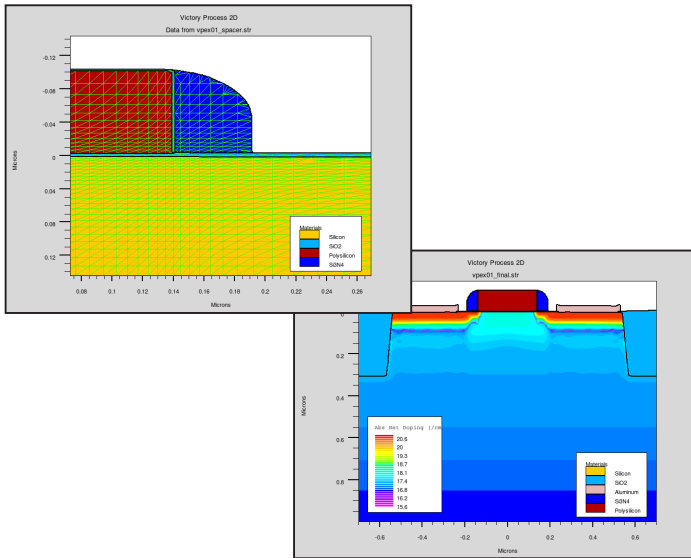 Victory Process 2D
Data from vpex01_spacer.str
Microns
-0.12
-0.08
-0.04
0
0.04
0.08
0.12
Materials
Silicon
SiO2
Polysilicon
Si3N4
0.08 0.1 0.12 0.14 0.16 0.18 0.2 0.22 0.24 0.26
Microns
Victory Process 2D
vpex01_final.str
Microns
0
0.2
0.4
0.6
0.8
Abs Net Doping (/cm
20.6
20
19.3
18.7
18.1
17.4
16.8
16.2
15.6
Materials
Silicon
SiO2
Aluminum
Si3N4
Polysilicon
-0.6 -0.4 -0.2 0 0.2 0.4 0.6
Microns